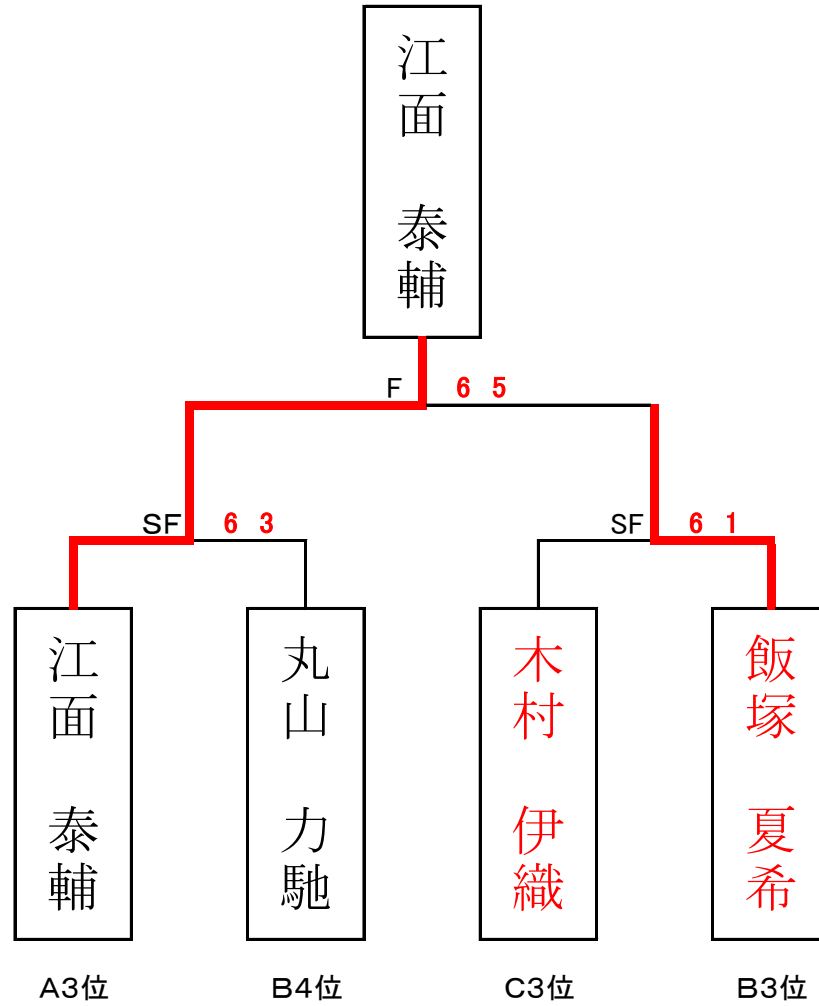 江面 泰輔
F 6 5
SF 6 3
SF 6 1
江面 泰輔
丸山 力馳
木村 伊織
飯塚 夏希
A3位
B4位
C3位
B3位